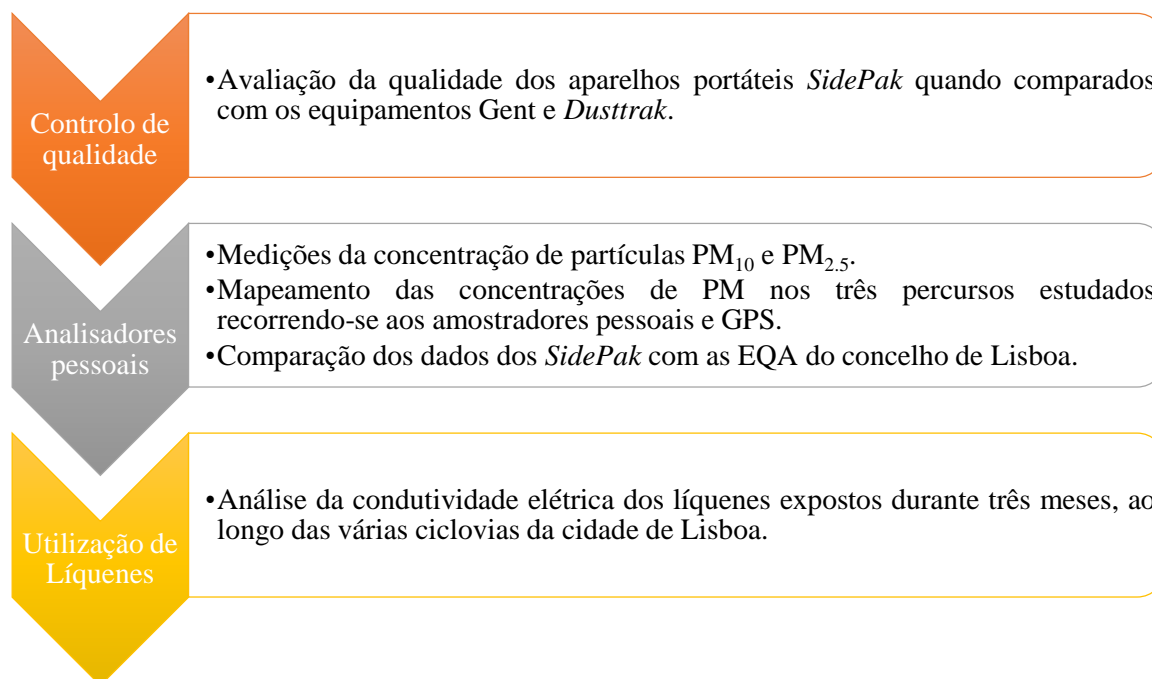 Controlo de
qualidade
•Avaliação da qualidade dos aparelhos portáteis SidePak quando comparados
com os equipamentos Gent e Dusttrak.
Analisadores
pessoais
•Medições da concentração de partículas PM10 e PM2.5.
•Mapeamento das concentrações de PM nos três percursos estudados
recorrendo-se aos amostradores pessoais e GPS.
•Comparação dos dados dos SidePak com as EQA do concelho de Lisboa.
Utilização de
Líquenes
•Análise da condutividade elétrica dos líquenes expostos durante três meses, ao
longo das várias ciclovias da cidade de Lisboa.